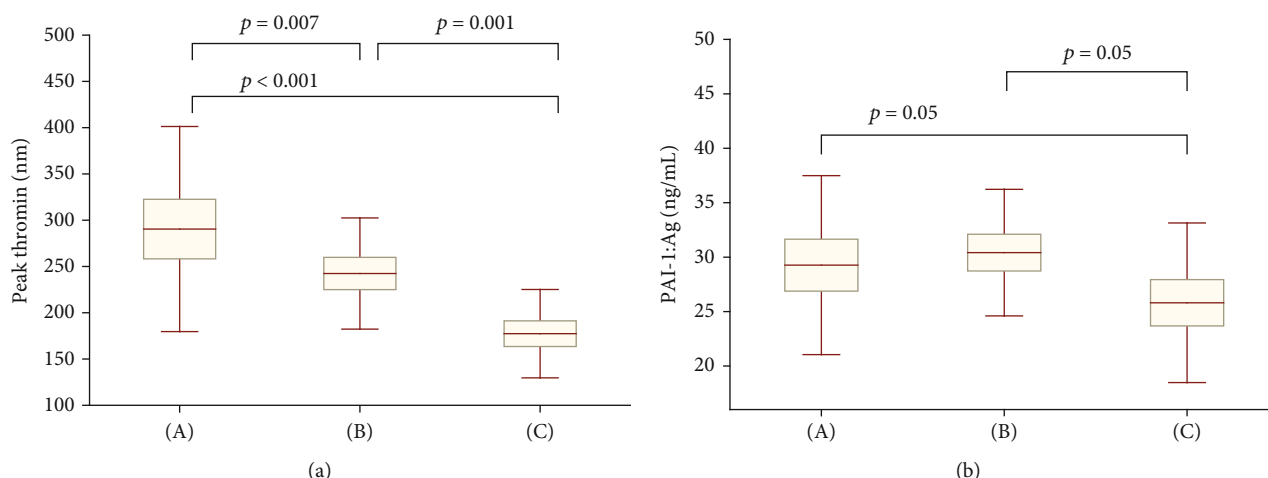 p = 0.007
p = 0.001
p < 0.001
Peak thromin (nm)
500
450
400
350
300
250
200
150
100
(A)
(B)
(C)
(a)
p = 0.05
p = 0.05
PAI-1:Ag (ng/mL)
50
45
40
35
30
25
20
(A)
(B)
(C)
(b)